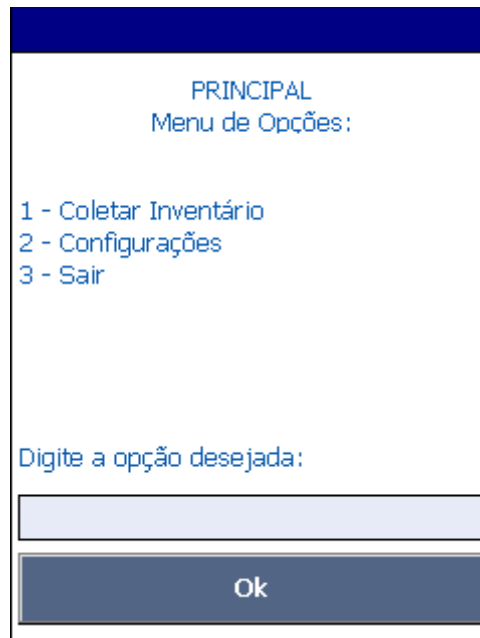 PRINCIPAL
Menu de Opções:
1 - Coletar Inventário
2 - Configurações
3 - Sair
Digite a opção desejada:
Ok